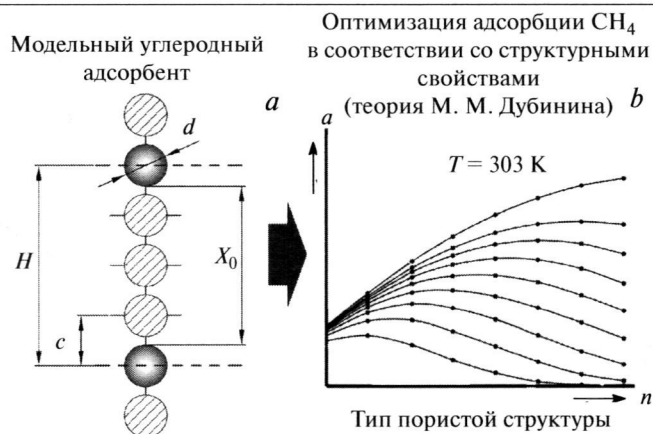 Модельный углеродный
адсорбент
a
d
H
X0
c
Оптимизация адсорбции CH4
в соответствии со структурными
свойствами
(теория М. М. Дубинина) b
a
T = 303 K
n
Тип пористой структуры